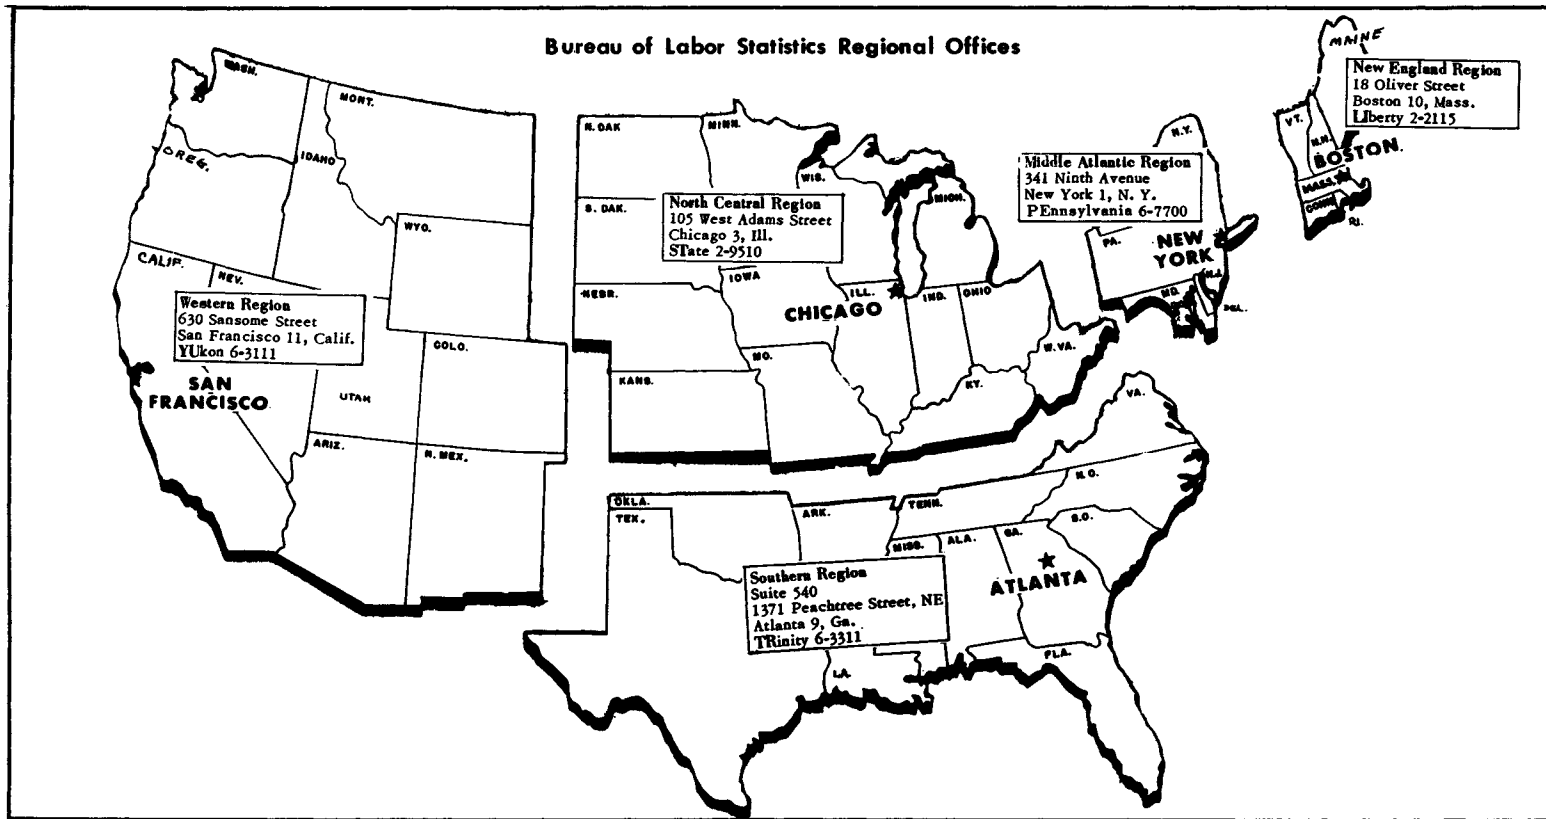 Bureau of Labor Statistics Regional Offices
MAINE
New England Region
18 Oliver Street
Boston 10, Mass.
LIberty 2-2115
WASH.
MONT.
N. DAK
MINN.
N.Y.
VT.
N.H.
BOSTON
OREG.
IDAHO
WIS.
Middle Atlantic Region
341 Ninth Avenue
New York 1, N. Y.
PEnnsylvania 6-7700
MASS.
CONN
R.I.
S. DAK.
North Central Region
105 West Adams Street
Chicago 3, Ill.
STate 2-9510
MICH.
WYO.
PA.
NEW
YORK
CALIF.
NEV.
IOWA
N.J.
Western Region
630 Sansome Street
San Francisco 11, Calif.
YUkon 6-3111
NEBR.
ILL.
IND.
OHIO
MD.
DEL.
CHICAGO
COLO.
MO.
W. VA.
SAN
FRANCISCO
UTAH
KANS.
KY.
VA.
ARIZ.
N. MEX.
N.C.
OKLA.
TEX.
ARK.
TENN.
S.C.
MISS.
ALA.
GA.
ATLANTA
Southern Region
Suite 540
1371 Peachtree Street, NE
Atlanta 9, Ga.
TRinity 6-3311
FLA.
LA.